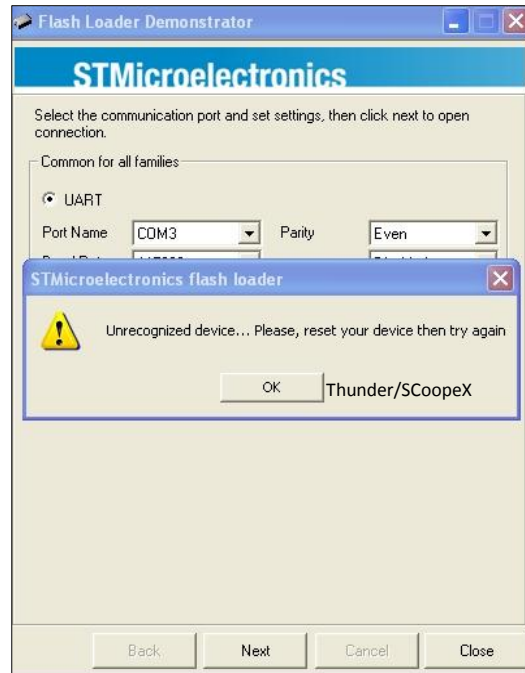 Flash Loader Demonstrator
STMicroelectronics
Select the communication port and set settings, then click next to open
connection.
Common for all families
UART
Port Name COM3 Parity Even
STMicroelectronics flash loader
Unrecognized device... Please, reset your device then try again
OK Thunder/SCoopeX
Back Next Cancel Close